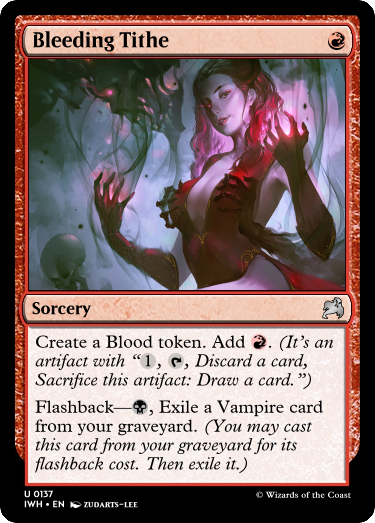 Bleeding Tithe
Sorcery
Create a Blood token. Add . (It's an
artifact with “1, , Discard a card,
Sacrifice this artifact: Draw a card.”)
Flashback—, Exile a Vampire card
from your graveyard. (You may cast
this card from your graveyard for its
flashback cost. Then exile it.)
U 0137
IWH • EN ZUDARTS-LEE
© Wizards of the Coast